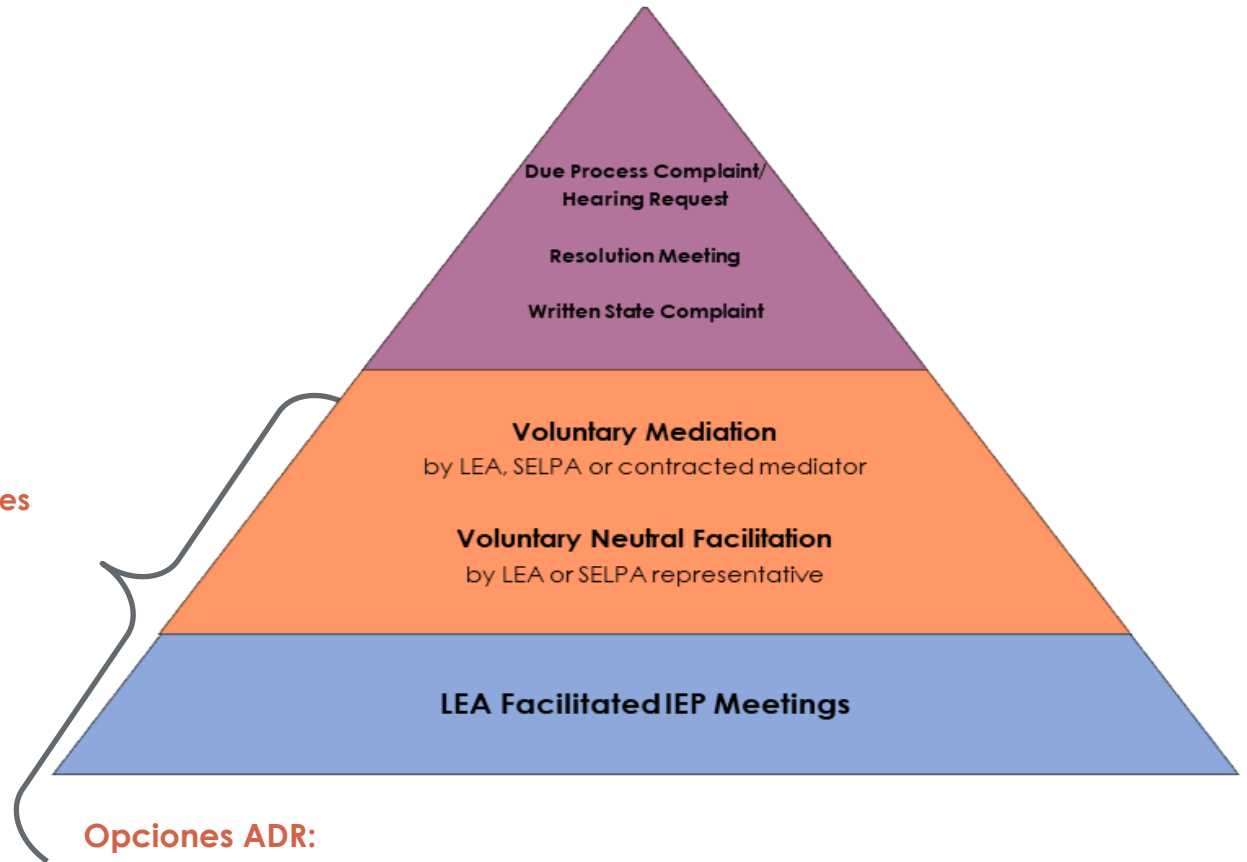 Due Process Complaint/
Hearing Request
Resolution Meeting
Written State Complaint
Voluntary Mediation
by LEA, SELPA or contracted mediator
es
Voluntary Neutral Facilitation
by LEA or SELPA representative
LEA Facilitated IEP Meetings
Opciones ADR: